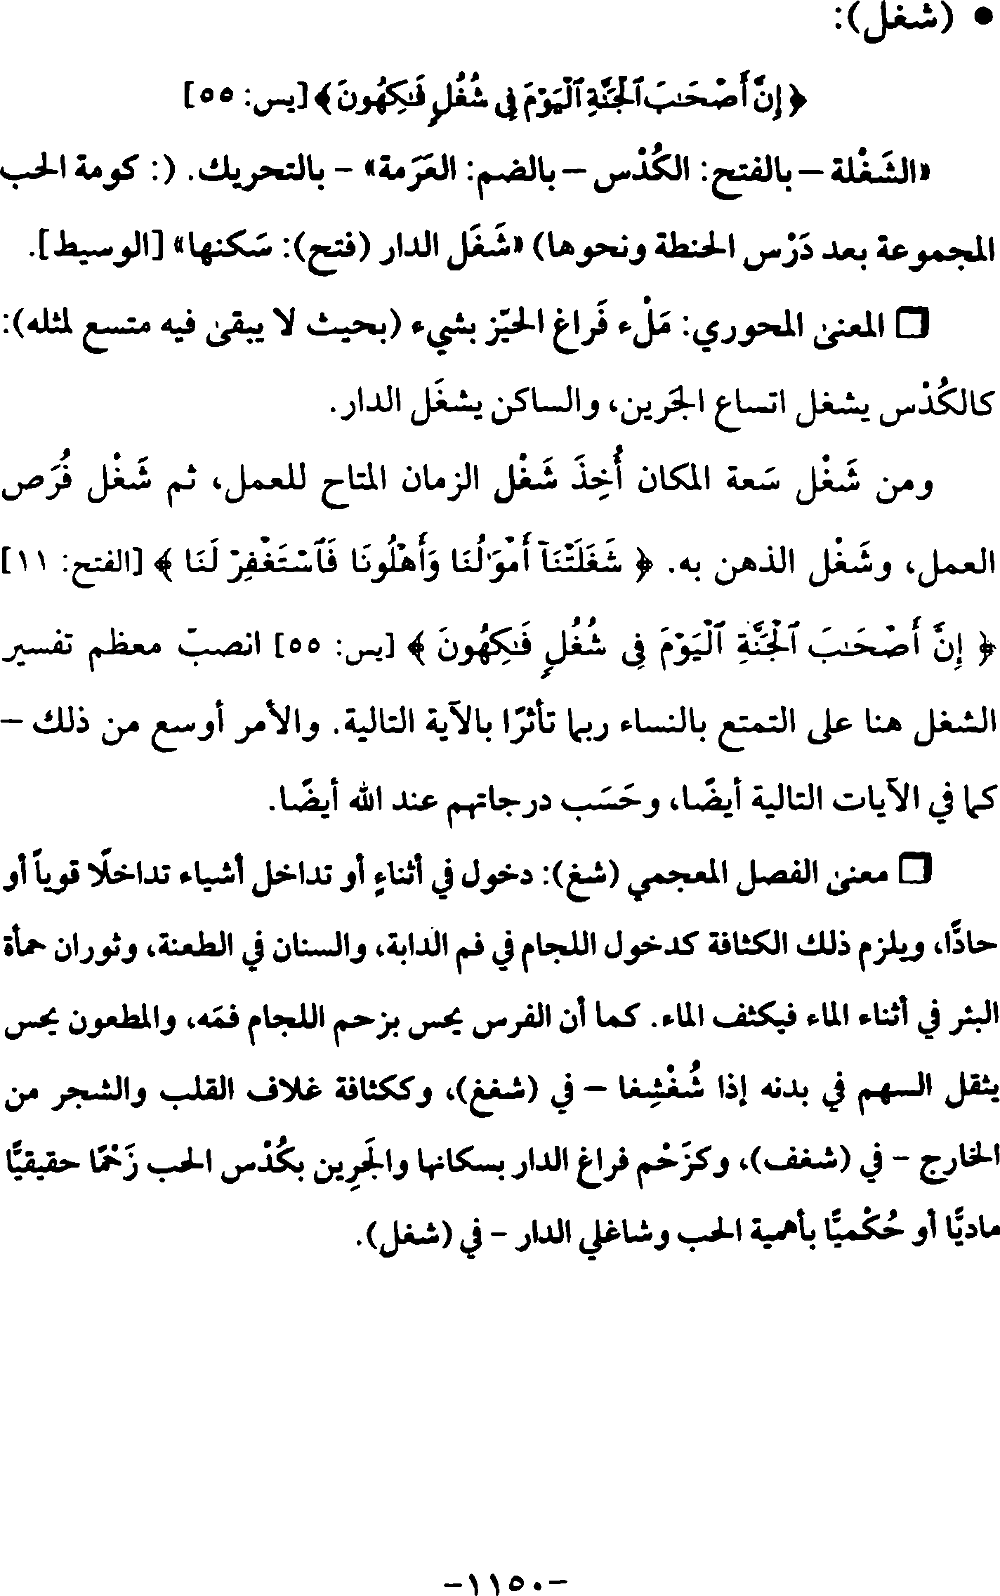 ● (شغل):
﴿إِنَّ أَصْحَـٰبَ ٱلْجَنَّةِ ٱلْيَوْمَ فِى شُغُلٍ فَـٰكِهُونَ﴾ [يس: ٥٥]
«الشَغْلة – بالفتح: الكُدْس – بالضم: العَرَمة» – بالتحريك. (: كومة الحب
المجموعة بعد دَرْس الحنطة ونحوها) «شَغَل الدار (فتح): سَكنها» [الوسيط].
❒ المعنى المحوري: مَلْء فَراغ الحيّز بشيء (بحيث لا يبقى فيه متسع لمثله):
كالكُدْس يشغل اتساع الجَرين، والساكن يشغَل الدار.
ومن شَغْل سَعة المكان أُخِذَ شَغْل الزمان المتاح للعمل، ثم شَغْل فُرَص
العمل، وشَغْل الذهن به. ﴿ شَغَلَتْنَآ أَمْوَٰلُنَا وَأَهْلُونَا فَٱسْتَغْفِرْ لَنَا ﴾ [الفتح: ١١]
﴿ إِنَّ أَصْحَـٰبَ ٱلْجَنَّةِ ٱلْيَوْمَ فِى شُغُلٍ فَـٰكِهُونَ ﴾ [يس: ٥٥] انصبّ معظم تفسير
الشغل هنا على التمتع بالنساء ربما تأثرًا بالآية التالية. والأمر أوسع من ذلك –
كما في الآيات التالية أيضًا، وحَسَب درجاتهم عند الله أيضًا.
❒ معنى الفصل المعجمي (شغ): دخول في أثناءٍ أو تداخل أشياء تداخلًا قوياً أو
حادًّا، ويلزم ذلك الكثافة كدخول اللجام في فم الدابة، والسنان في الطعنة، وثوران حمأة
البئر في أثناء الماء فيكثف الماء. كما أن الفرس يحس بزحم اللجام فمَه، والمطعون يحس
يثقل السهم في بدنه إذا شُغْشِغا – في (شغغ)، وككثافة غلاف القلب والشجر من
الخارج – في (شغف)، وكزَحْم فراغ الدار بسكانها والجَرِين بكُدْس الحب زَحْمًا حقيقيًّا
ماديًّا أو حُكْميًّا بأهمية الحب وشاغلي الدار – في (شغل).
–١١٥٠–